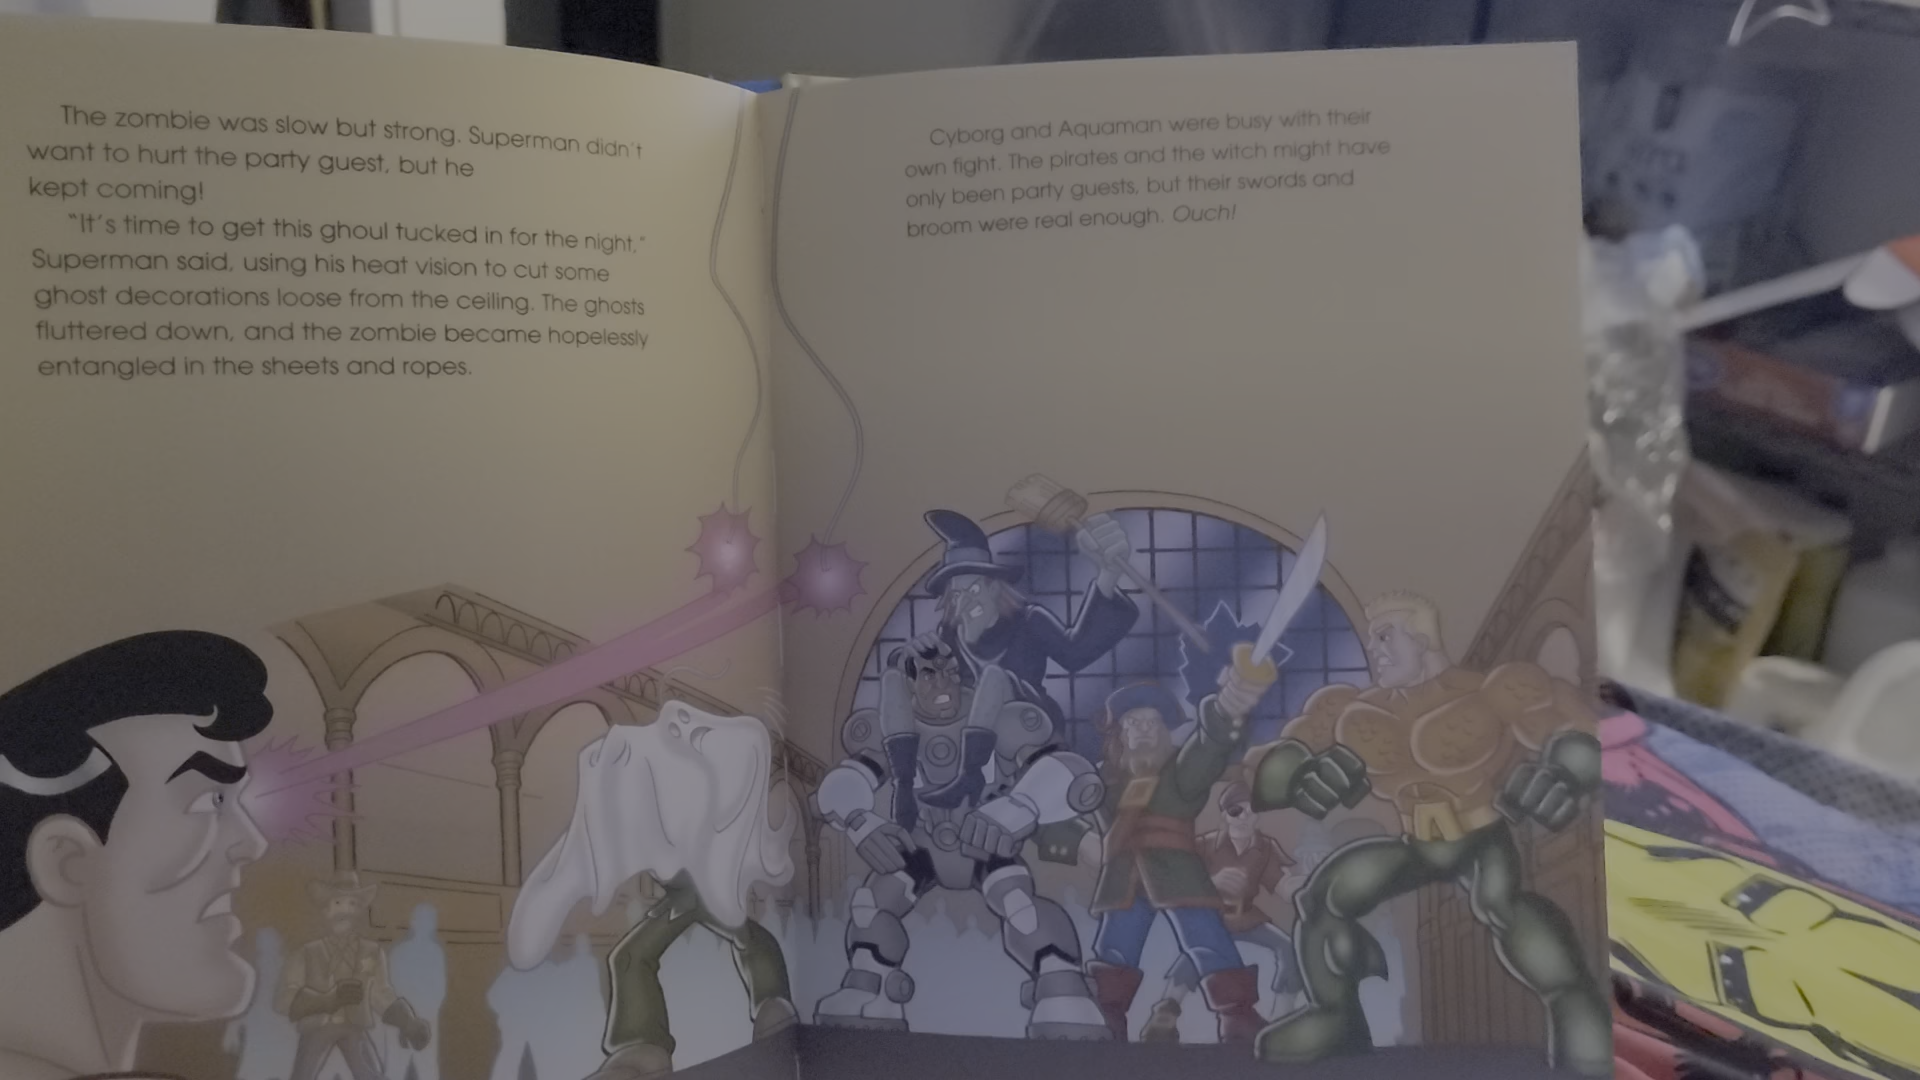 The zombie was slow but strong. Superman didn't
want to hurt the party guest, but he
kept coming!
"It's time to get this ghoul tucked in for the night,"
Superman said, using his heat vision to cut some
ghost decorations loose from the ceiling. The ghosts
fluttered down, and the zombie became hopelessly
entangled in the sheets and ropes.
Cyborg and Aquaman were busy with their
own fight. The pirates and the witch might have
only been party guests, but their swords and
broom were real enough. Ouch!